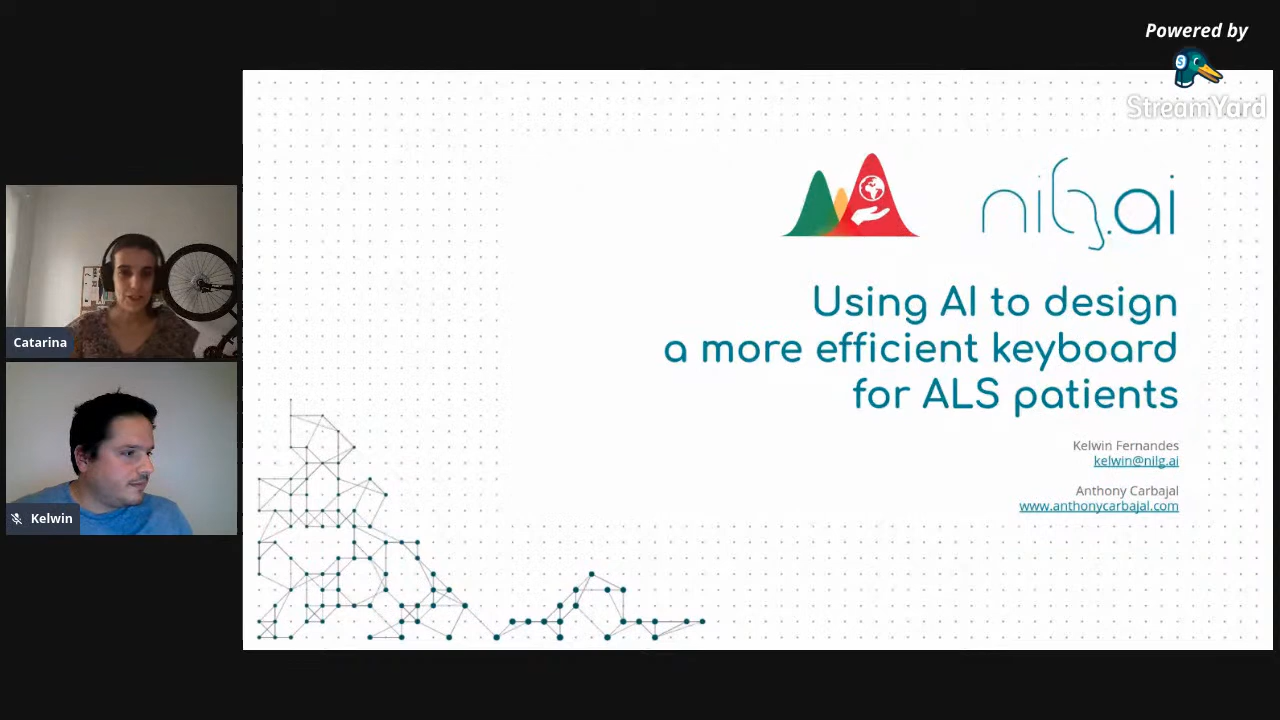 Powered by
StreamYard
nilg.ai
Using AI to design
a more efficient keyboard
for ALS patients
Kelwin Fernandes
kelwin@nilg.ai
Anthony Carbajal
www.anthonycarbajal.com
Catarina
Kelwin